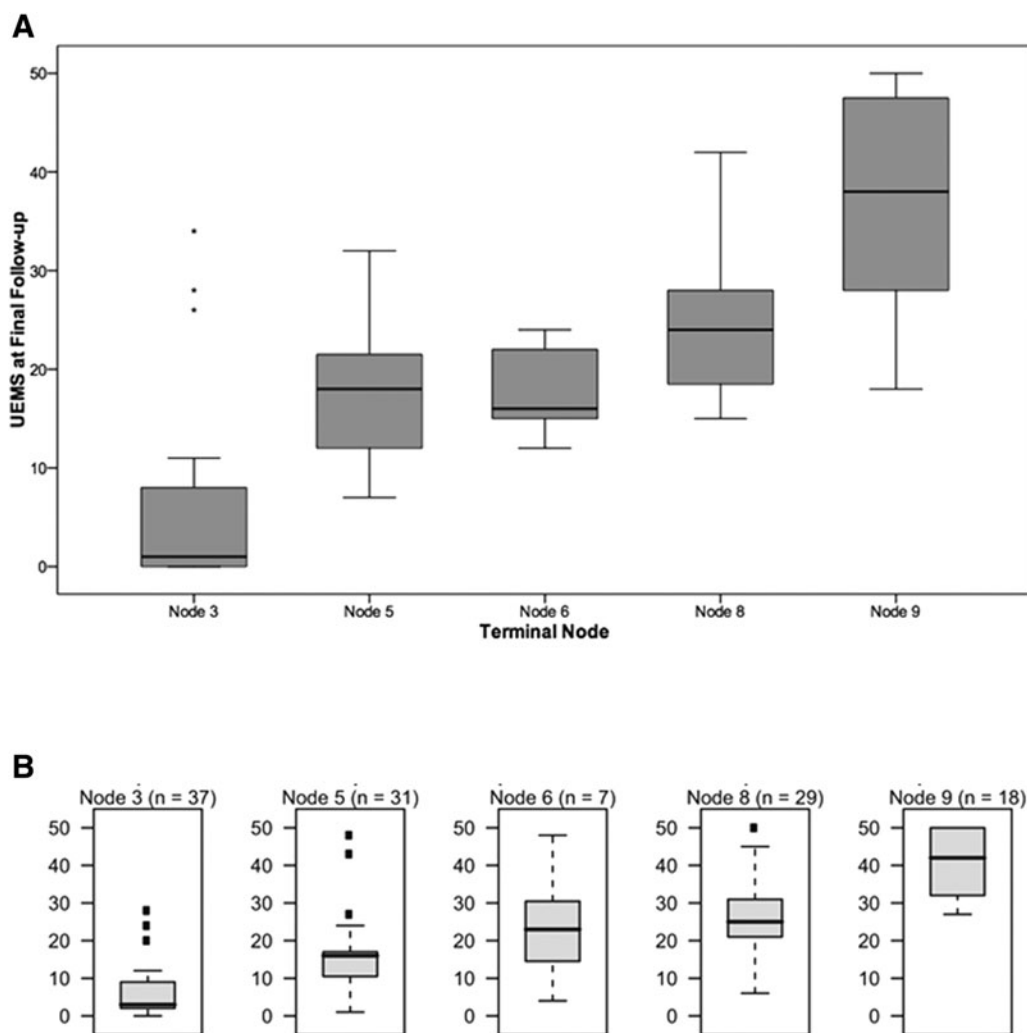 A
UEMS at Final Follow-up
50
40
30
20
10
0
Node 3 Node 5 Node 6 Node 8 Node 9
Terminal Node
B
Node 3 (n = 37) Node 5 (n = 31) Node 6 (n = 7) Node 8 (n = 29) Node 9 (n = 18)
50 50 50 50 50
40 40 40 40 40
30 30 30 30 30
20 20 20 20 20
10 10 10 10 10
0 0 0 0 0